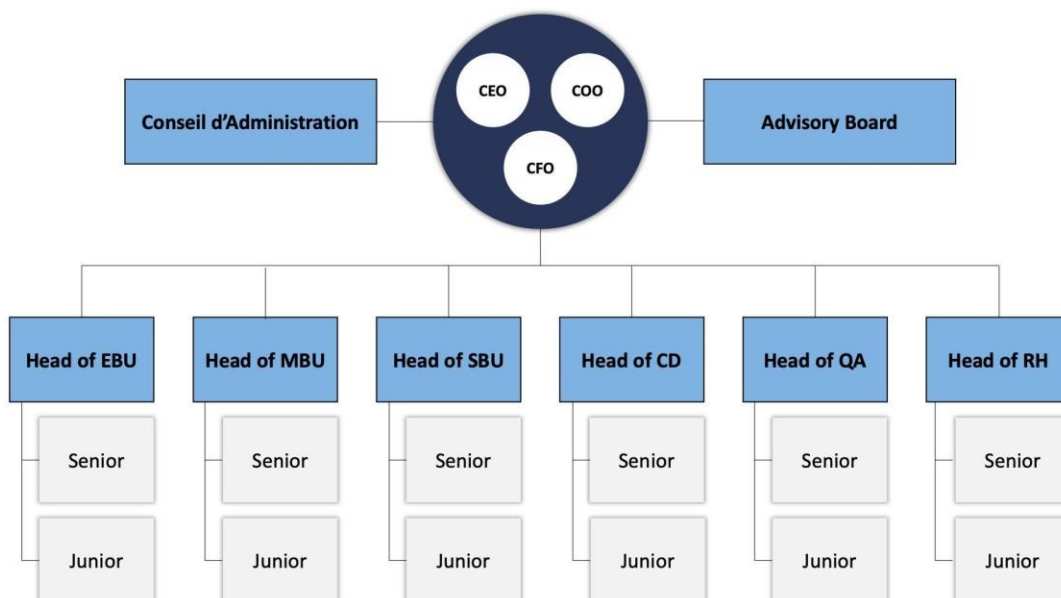 CEO
COO
Conseil d’Administration
Advisory Board
CFO
Head of EBU
Head of MBU
Head of SBU
Head of CD
Head of QA
Head of RH
Senior
Senior
Senior
Senior
Senior
Senior
Junior
Junior
Junior
Junior
Junior
Junior